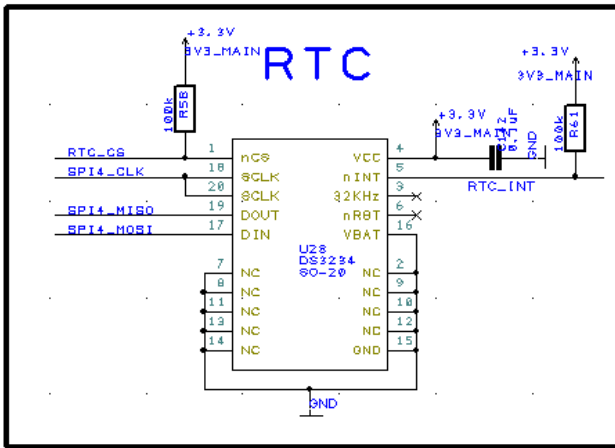 +3.3V
3V3_MAIN
RTC
+3.3V
3V3_MAIN
100k
R58
+3.3V
3V3_MAIN
C142
0.1uF
GND
100k
R61
RTC_CS
1
nCS
VCC
4
SPI4_CLK
18
SCLK
nINT
5
RTC_INT
20
SCLK
32KHz
3
SPI4_MISO
19
DOUT
nRST
6
SPI4_MOSI
17
DIN
VBAT
16
U28
DS3234
SO-20
7
NC
NC
2
8
NC
NC
9
11
NC
NC
10
13
NC
NC
12
14
NC
GND
15
GND